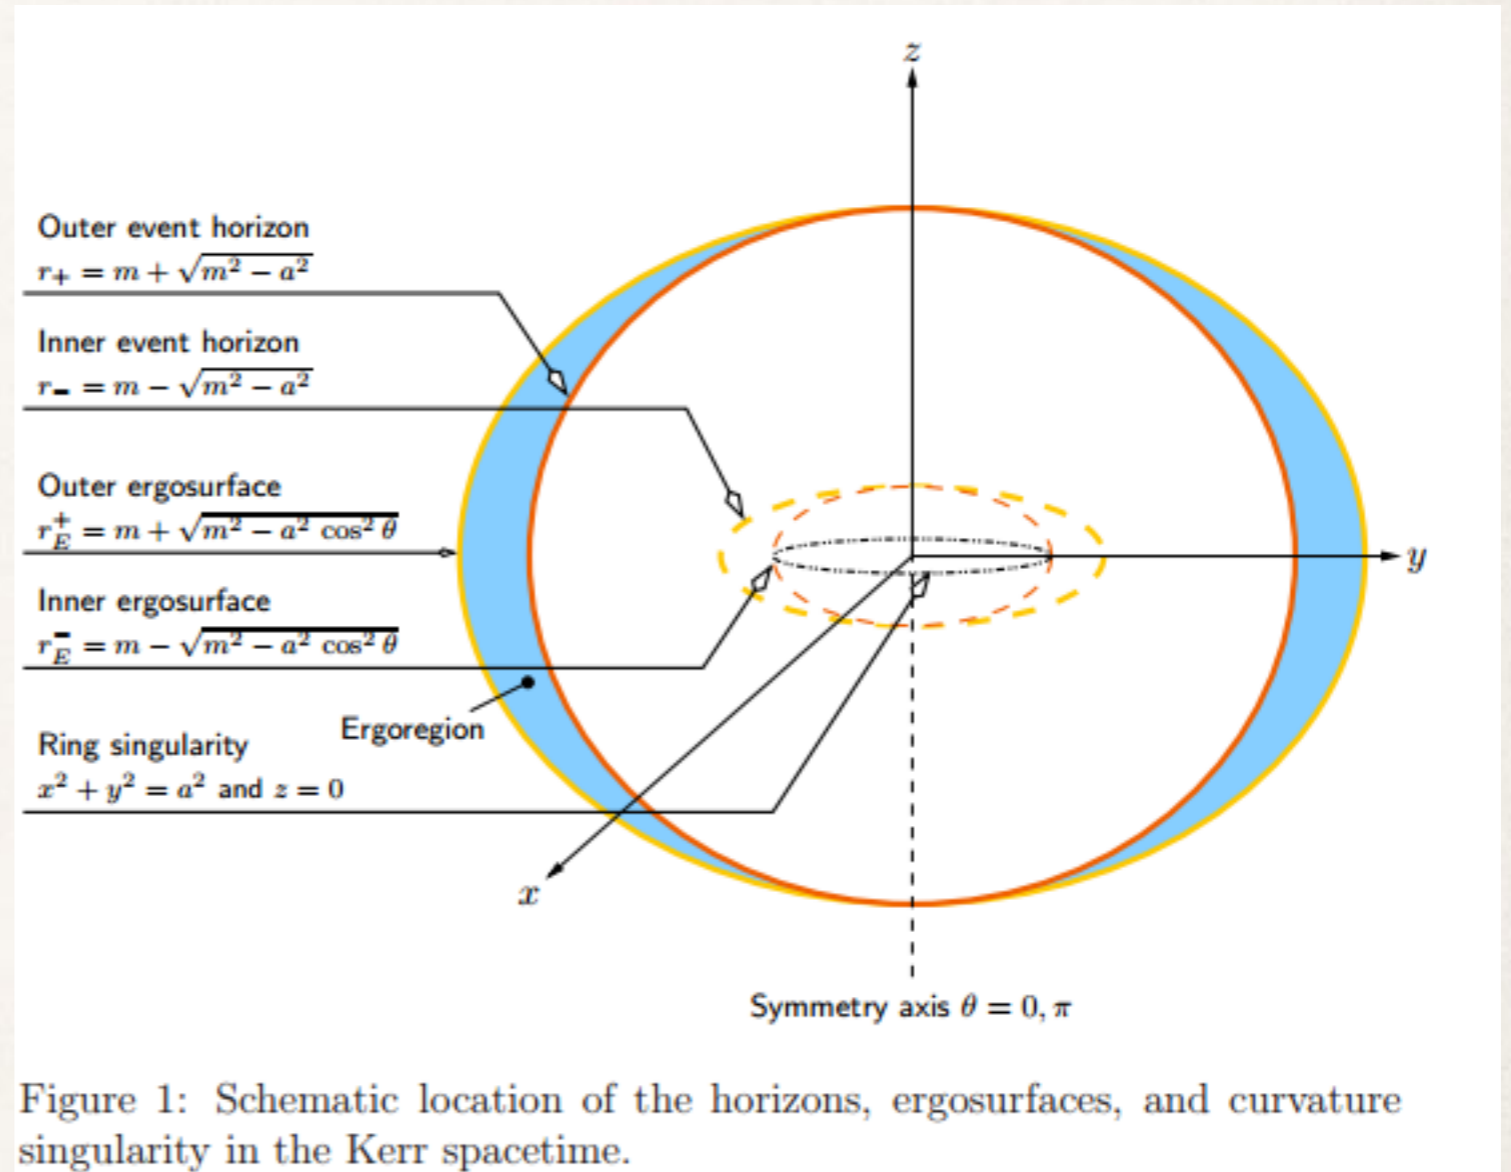 z
Outer event horizon
r₊ = m + √(m² − a²)
Inner event horizon
r₋ = m − √(m² − a²)
Outer ergosurface
r_E^+ = m + √(m² − a² cos² θ)
y
Inner ergosurface
r_E^- = m − √(m² − a² cos² θ)
Ergoregion
Ring singularity
x² + y² = a² and z = 0
x
Symmetry axis θ = 0, π
Figure 1: Schematic location of the horizons, ergosurfaces, and curvature
singularity in the Kerr spacetime.